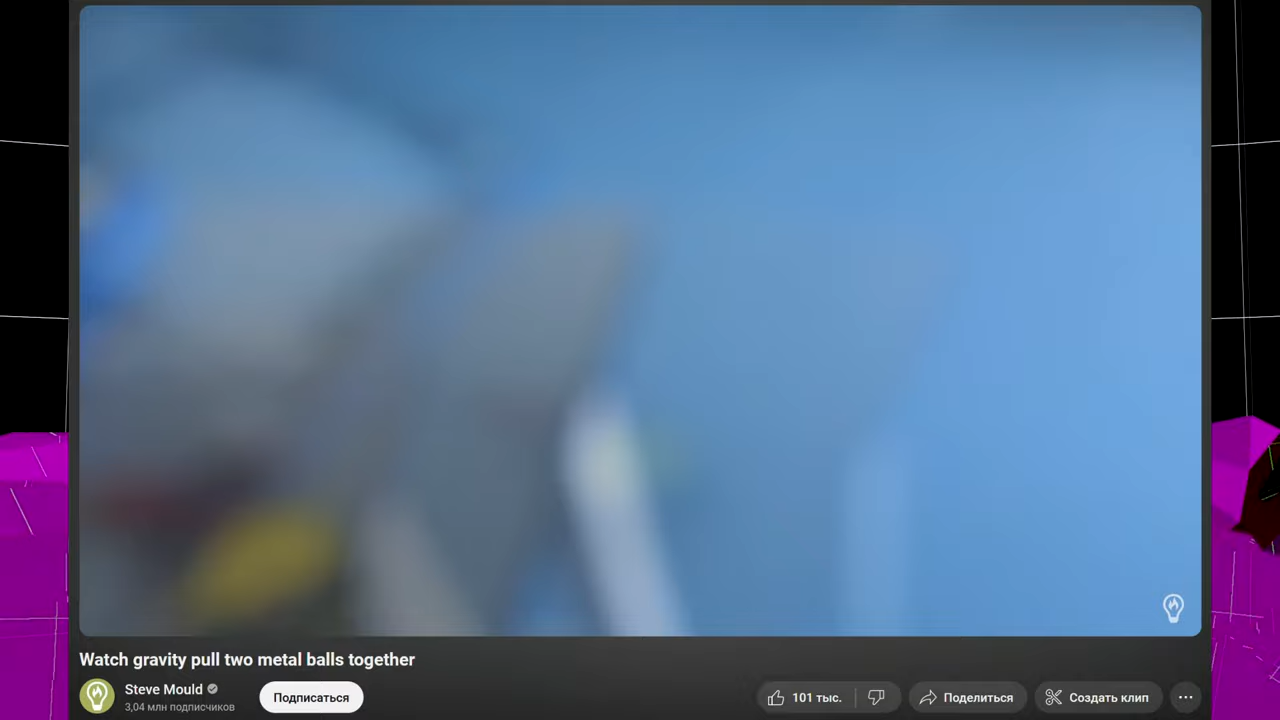 Watch gravity pull two metal balls together
Steve Mould
3,04 млн подписчиков
Подписаться
101 тыс.
Поделиться
Создать клип